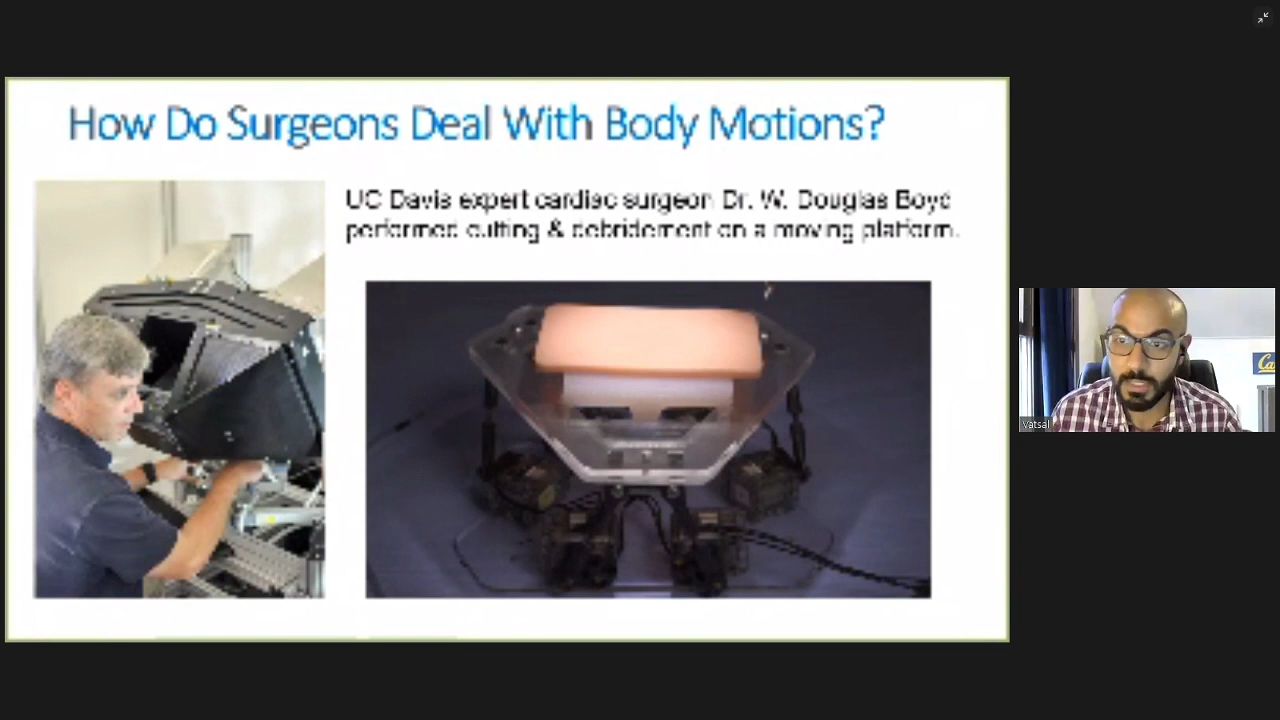 How Do Surgeons Deal With Body Motions?
UC Davis expert cardiac surgeon Dr. W. Douglas Boyd
performed cutting & debridement on a moving platform.
Vatsal